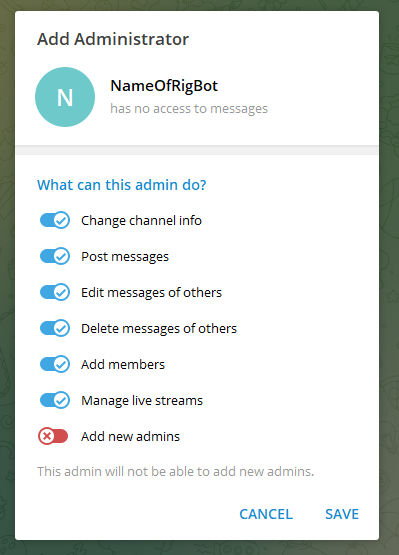 Add Administrator
N
NameOfRigBot
has no access to messages
What can this admin do?
Change channel info
Post messages
Edit messages of others
Delete messages of others
Add members
Manage live streams
Add new admins
This admin will not be able to add new admins.
CANCEL SAVE